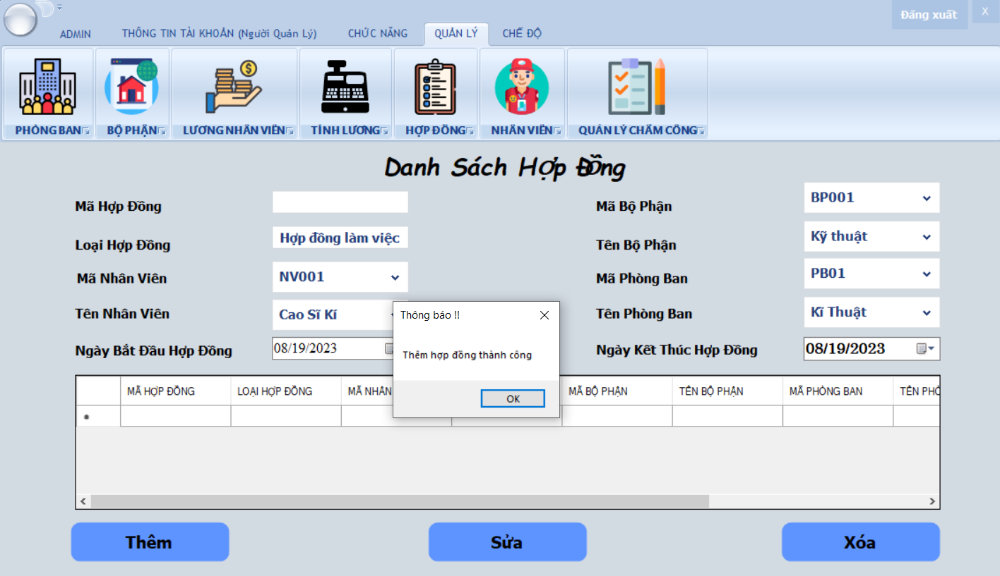 Đăng xuất X
ADMIN THÔNG TIN TÀI KHOẢN (Người Quản Lý) CHỨC NĂNG QUẢN LÝ CHẾ ĐỘ
PHÒNG BAN BỘ PHẬN LƯƠNG NHÂN VIÊN TÍNH LƯƠNG HỢP ĐỒNG NHÂN VIÊN QUẢN LÝ CHẤM CÔNG
Danh Sách Hợp Đồng
Mã Hợp Đồng Mã Bộ Phận BP001
Loại Hợp Đồng Hợp đồng làm việc Tên Bộ Phận Kỹ thuật
Mã Nhân Viên NV001 Mã Phòng Ban PB01
Tên Nhân Viên Cao Sĩ Kí Tên Phòng Ban Kĩ Thuật
Ngày Bắt Đầu Hợp Đồng 08/19/2023 Ngày Kết Thúc Hợp Đồng 08/19/2023
Thông báo !!
Thêm hợp đồng thành công
OK
MÃ HỢP ĐỒNG LOẠI HỢP ĐỒNG MÃ NHÂN MÃ BỘ PHẬN TÊN BỘ PHẬN MÃ PHÒNG BAN TÊN PHÒ
Thêm Sửa Xóa